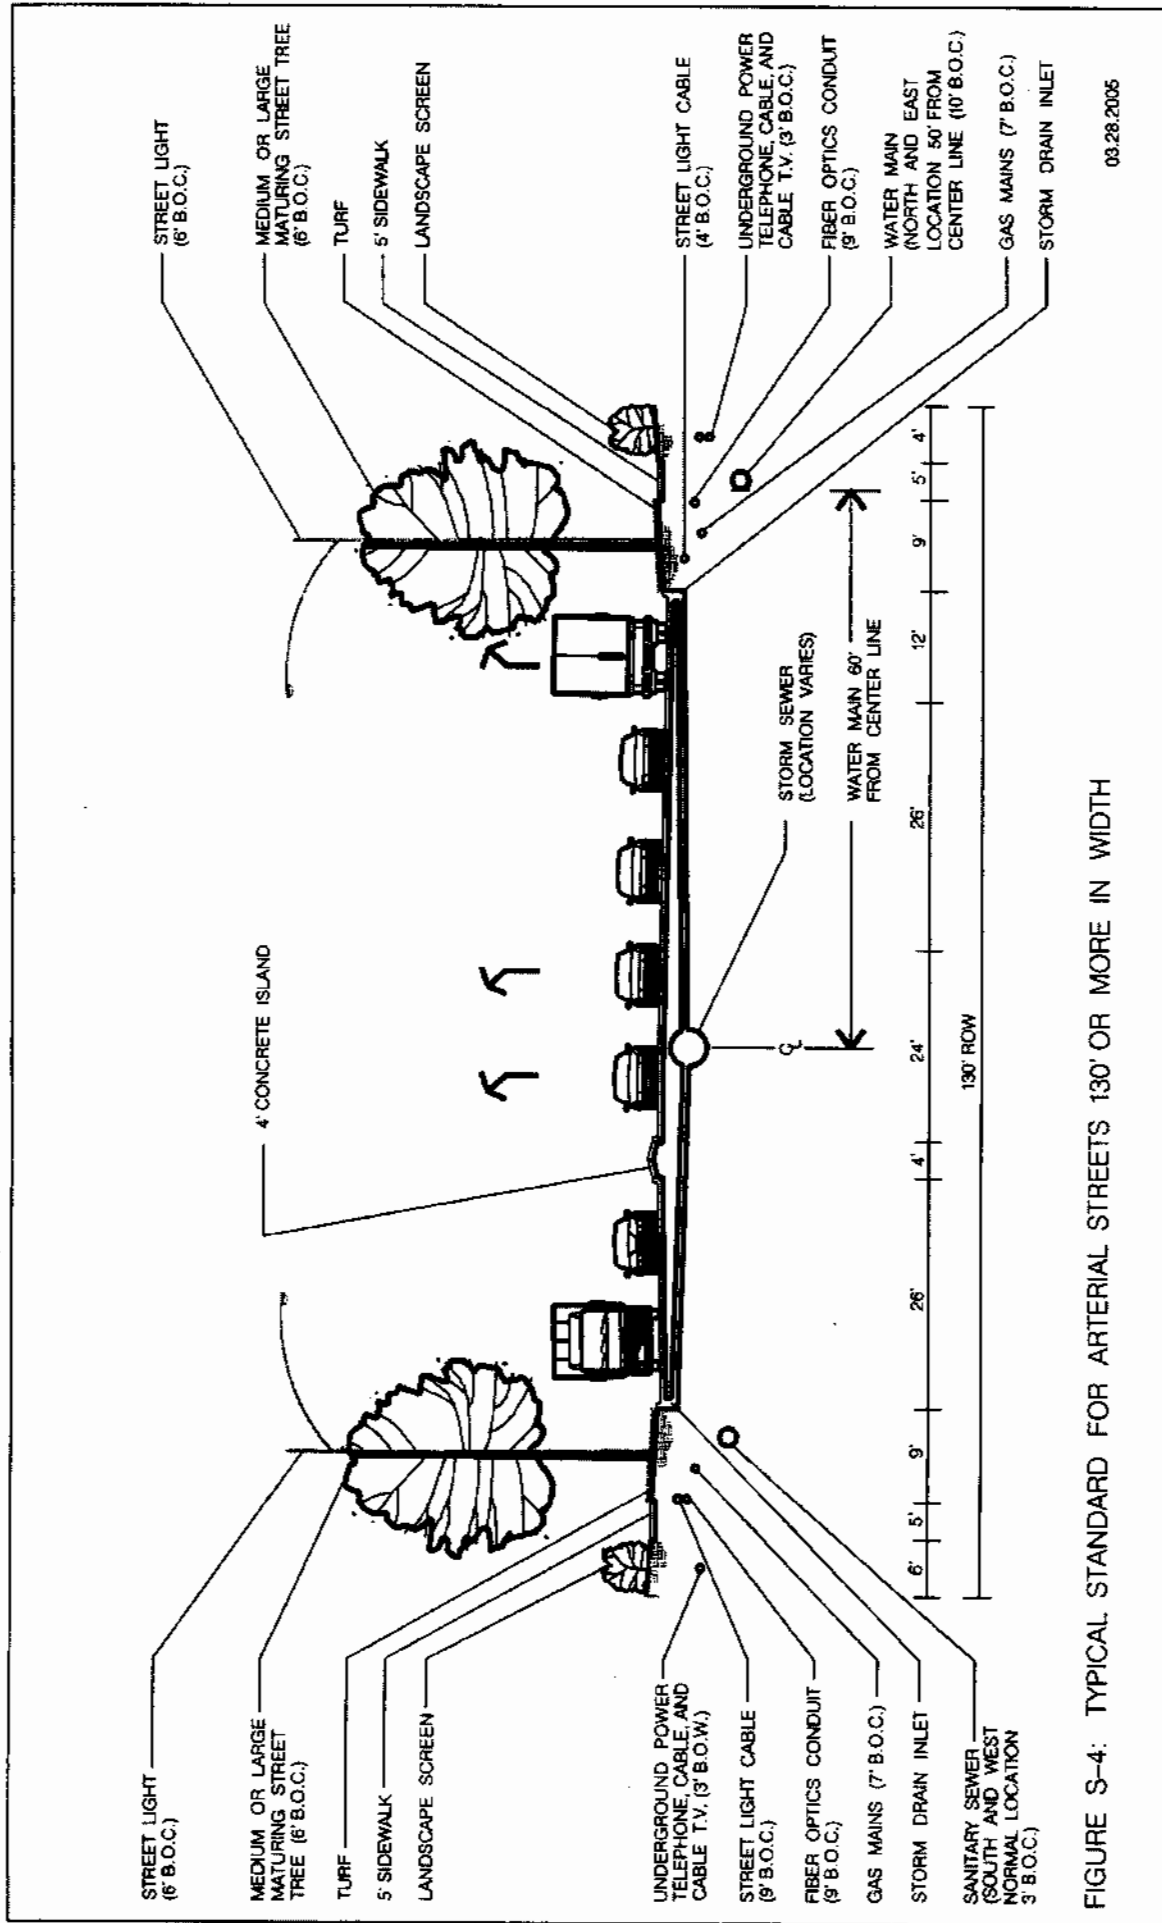 STREET LIGHT
(6' B.O.C.)
MEDIUM OR LARGE
MATURING STREET
TREE (6' B.O.C.)
TURF
5' SIDEWALK
LANDSCAPE SCREEN
UNDERGROUND POWER
TELEPHONE, CABLE, AND
CABLE T.V. (3' B.O.W.)
STREET LIGHT CABLE
(9' B.O.C.)
FIBER OPTICS CONDUIT
(9' B.O.C.)
GAS MAINS (7' B.O.C.)
STORM DRAIN INLET
SANITARY SEWER
(SOUTH AND WEST
NORMAL LOCATION
3' B.O.C.)
4' CONCRETE ISLAND
STORM SEWER
(LOCATION VARIES)
WATER MAIN 60'
FROM CENTER LINE
CL
6' 5' 9' 26' 4' 24' 26' 12' 9' 5' 4'
130' ROW
STREET LIGHT
(6' B.O.C.)
MEDIUM OR LARGE
MATURING STREET TREE
(6' B.O.C.)
TURF
5' SIDEWALK
LANDSCAPE SCREEN
STREET LIGHT CABLE
(4' B.O.C.)
UNDERGROUND POWER
TELEPHONE, CABLE, AND
CABLE T.V. (3' B.O.C.)
FIBER OPTICS CONDUIT
(9' B.O.C.)
WATER MAIN
(NORTH AND EAST
LOCATION 50' FROM
CENTER LINE (10' B.O.C.)
GAS MAINS (7' B.O.C.)
STORM DRAIN INLET
03.28.2005
FIGURE S-4: TYPICAL STANDARD FOR ARTERIAL STREETS 130' OR MORE IN WIDTH